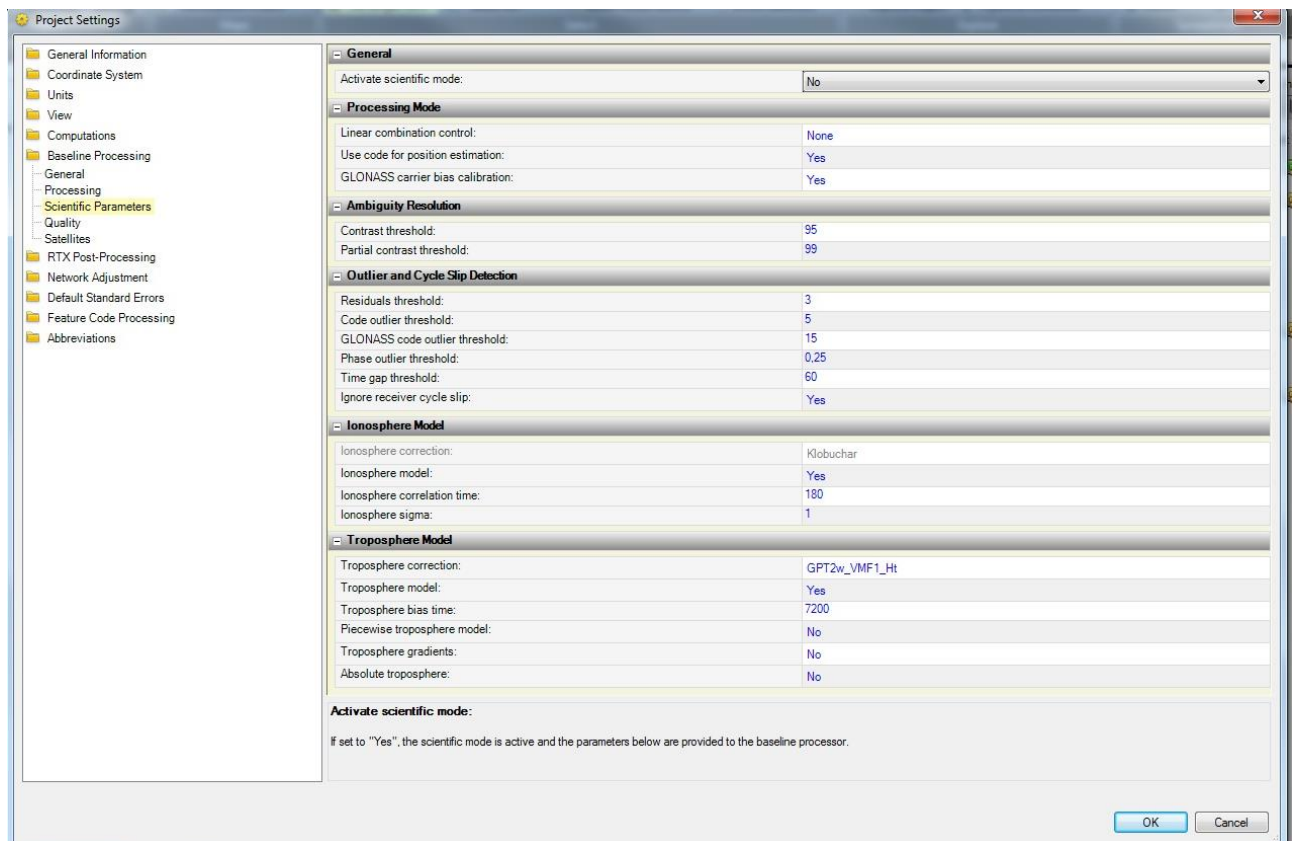 Project Settings
General Information
Coordinate System
Units
View
Computations
Baseline Processing
General
Processing
Scientific Parameters
Quality
Satellites
RTX Post-Processing
Network Adjustment
Default Standard Errors
Feature Code Processing
Abbreviations
General
Activate scientific mode: No
Processing Mode
Linear combination control: None
Use code for position estimation: Yes
GLONASS carrier bias calibration: Yes
Ambiguity Resolution
Contrast threshold: 95
Partial contrast threshold: 99
Outlier and Cycle Slip Detection
Residuals threshold: 3
Code outlier threshold: 5
GLONASS code outlier threshold: 15
Phase outlier threshold: 0,25
Time gap threshold: 60
Ignore receiver cycle slip: Yes
Ionosphere Model
Ionosphere correction: Klobuchar
Ionosphere model: Yes
Ionosphere correlation time: 180
Ionosphere sigma: 1
Troposphere Model
Troposphere correction: GPT2w_VMF1_Ht
Troposphere model: Yes
Troposphere bias time: 7200
Piecewise troposphere model: No
Troposphere gradients: No
Absolute troposphere: No
Activate scientific mode:
If set to "Yes", the scientific mode is active and the parameters below are provided to the baseline processor.
OK Cancel